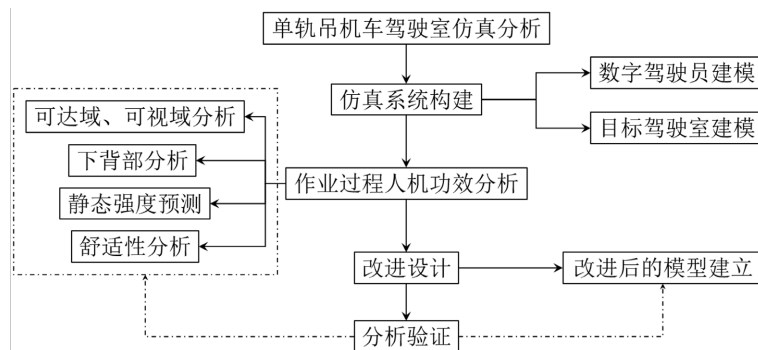 单轨吊机车驾驶室仿真分析
仿真系统构建
数字驾驶员建模
目标驾驶室建模
可达域、可视域分析
下背部分析
静态强度预测
舒适性分析
作业过程人机功效分析
改进设计
改进后的模型建立
分析验证